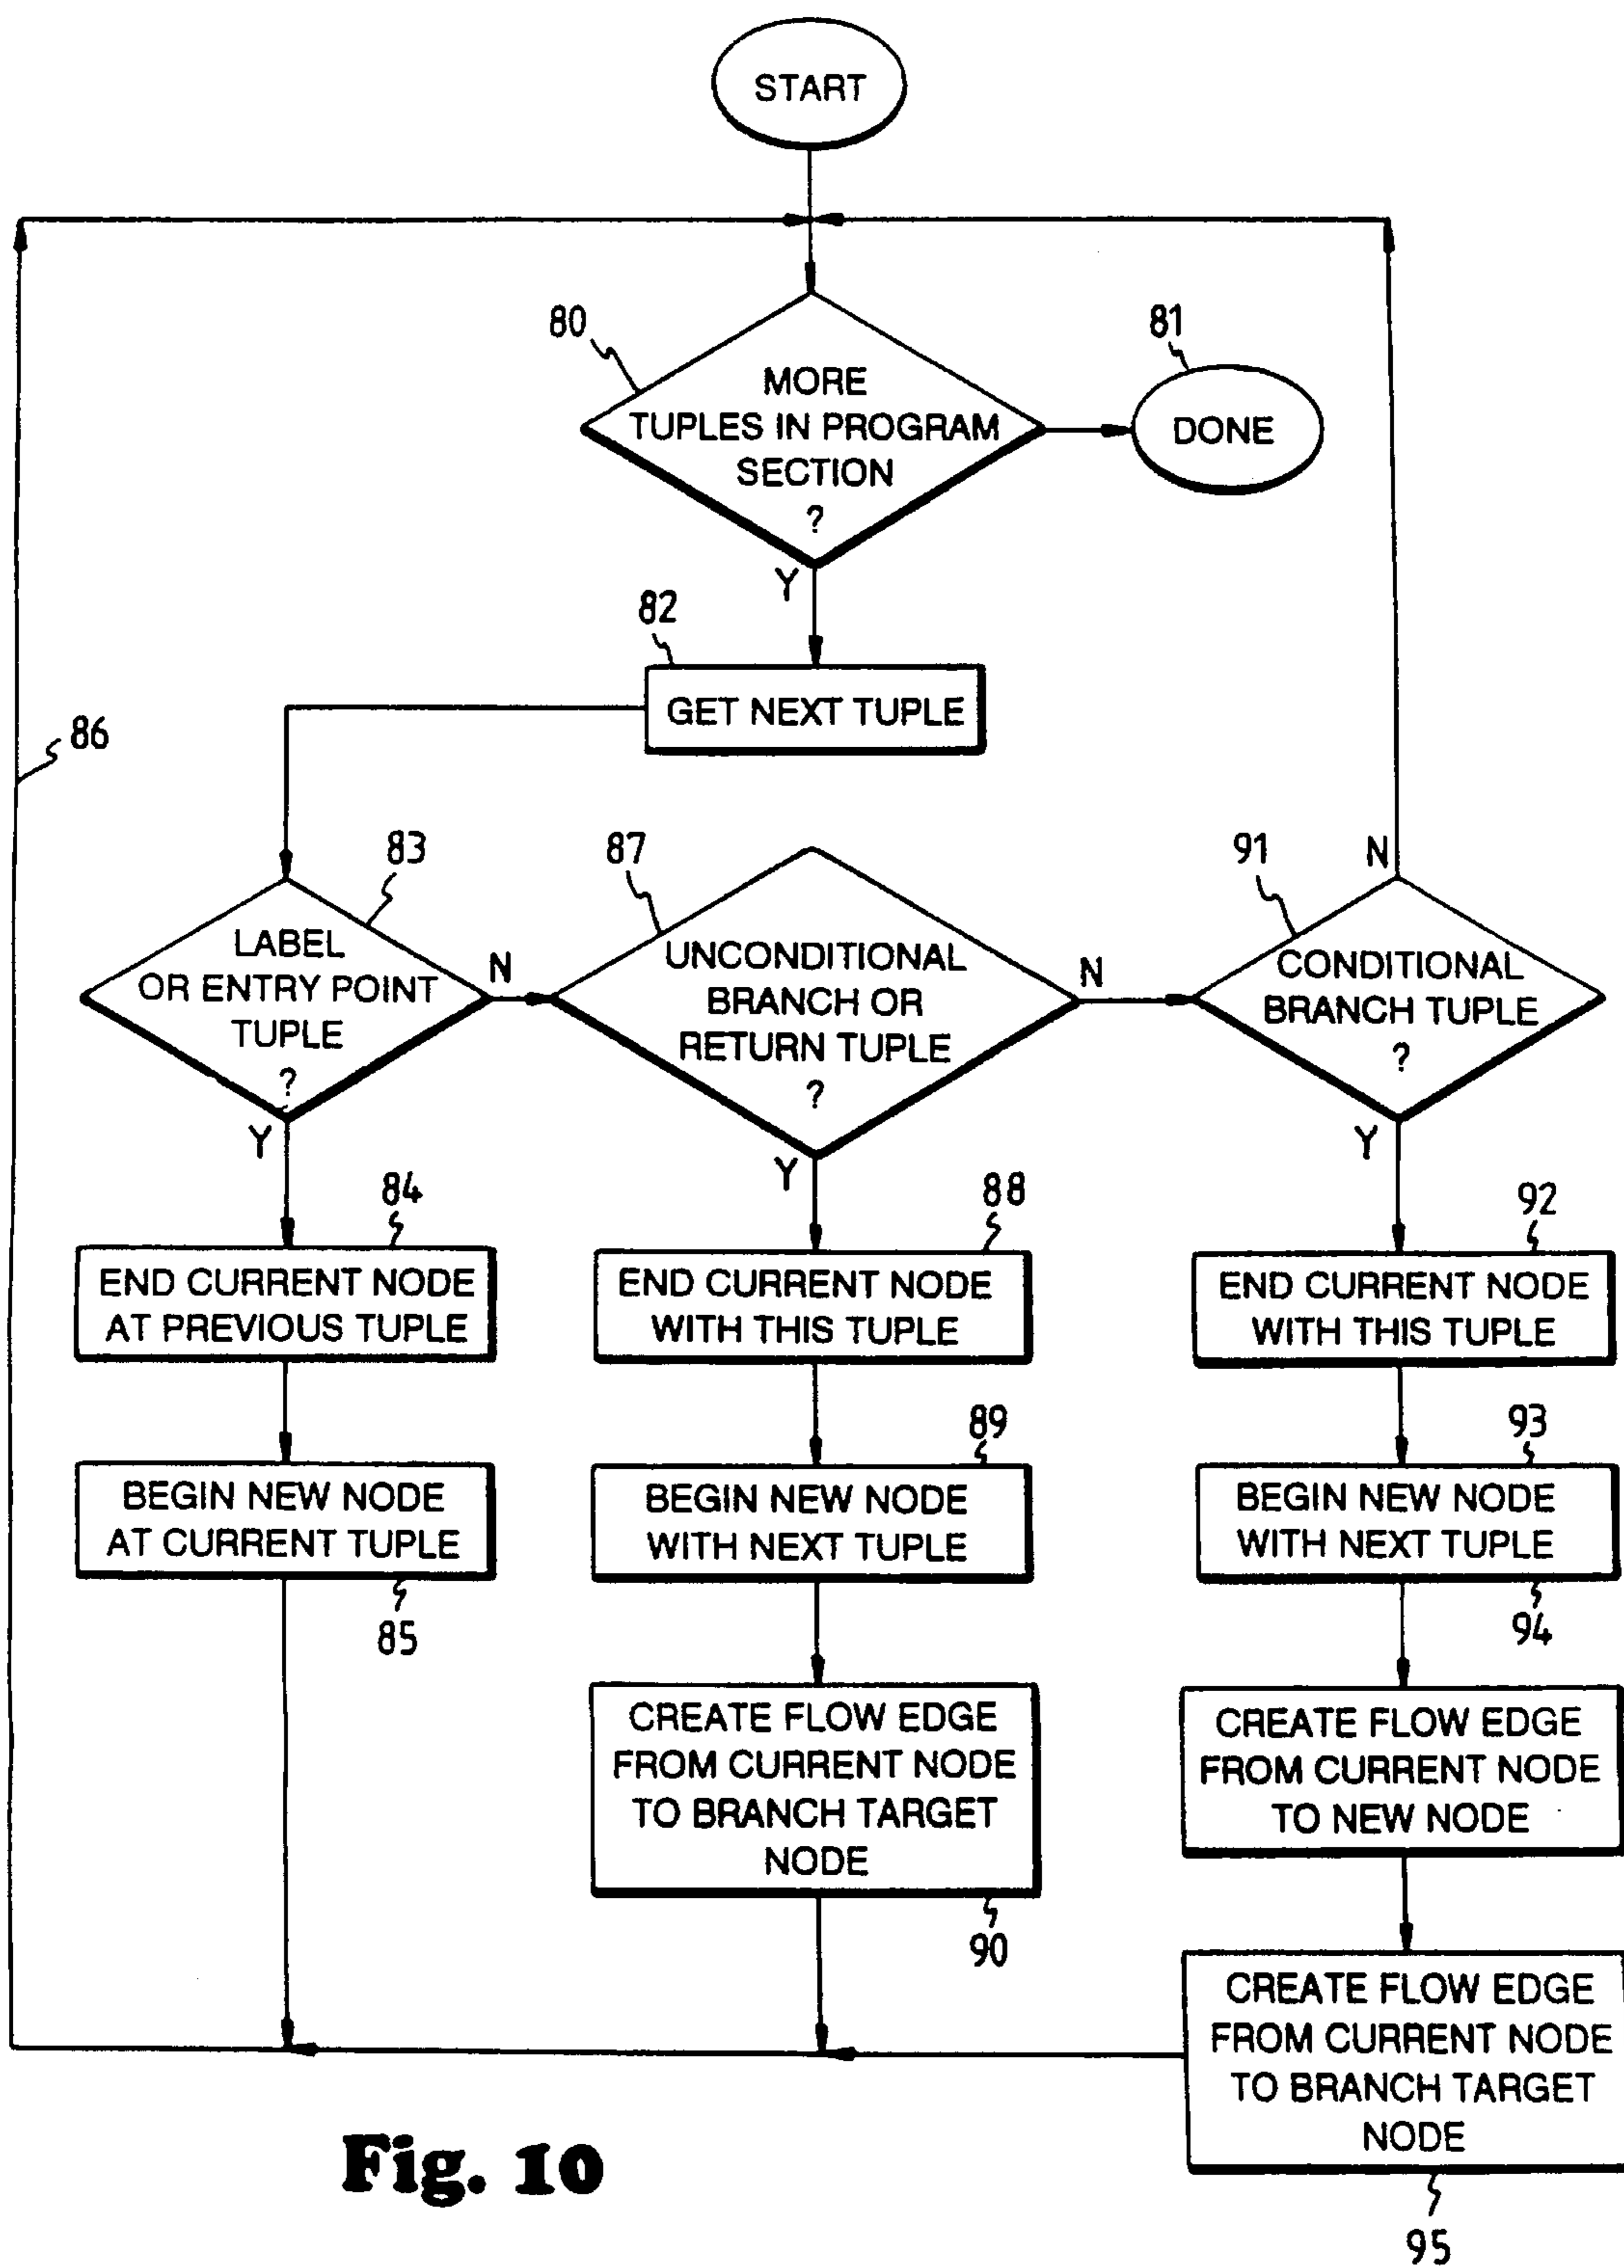 START
80
MORE
TUPLES IN PROGRAM
SECTION
?
81
DONE
Y
82
GET NEXT TUPLE
86
83
LABEL
OR ENTRY POINT
TUPLE
?
N
Y
87
UNCONDITIONAL
BRANCH OR
RETURN TUPLE
?
N
Y
91
N
CONDITIONAL
BRANCH TUPLE
?
Y
84
END CURRENT NODE
AT PREVIOUS TUPLE
88
END CURRENT NODE
WITH THIS TUPLE
92
END CURRENT NODE
WITH THIS TUPLE
BEGIN NEW NODE
AT CURRENT TUPLE
85
89
BEGIN NEW NODE
WITH NEXT TUPLE
93
BEGIN NEW NODE
WITH NEXT TUPLE
94
CREATE FLOW EDGE
FROM CURRENT NODE
TO BRANCH TARGET
NODE
90
CREATE FLOW EDGE
FROM CURRENT NODE
TO NEW NODE
CREATE FLOW EDGE
FROM CURRENT NODE
TO BRANCH TARGET
NODE
95
Fig. 10